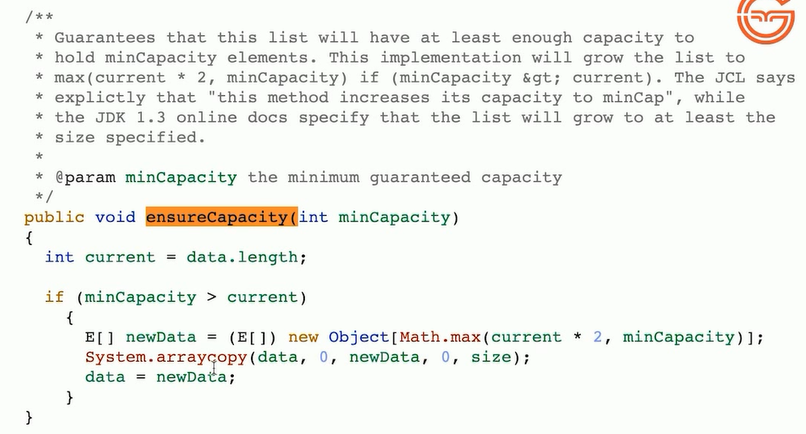 /**
* Guarantees that this list will have at least enough capacity to
* hold minCapacity elements. This implementation will grow the list to
* max(current * 2, minCapacity) if (minCapacity &gt; current). The JCL says
* explictly that "this method increases its capacity to minCap", while
* the JDK 1.3 online docs specify that the list will grow to at least the
* size specified.
*
* @param minCapacity the minimum guaranteed capacity
*/
public void ensureCapacity(int minCapacity)
{
int current = data.length;
if (minCapacity > current)
{
E[] newData = (E[]) new Object[Math.max(current * 2, minCapacity)];
System.arraycopy(data, 0, newData, 0, size);
data = newData;
}
}